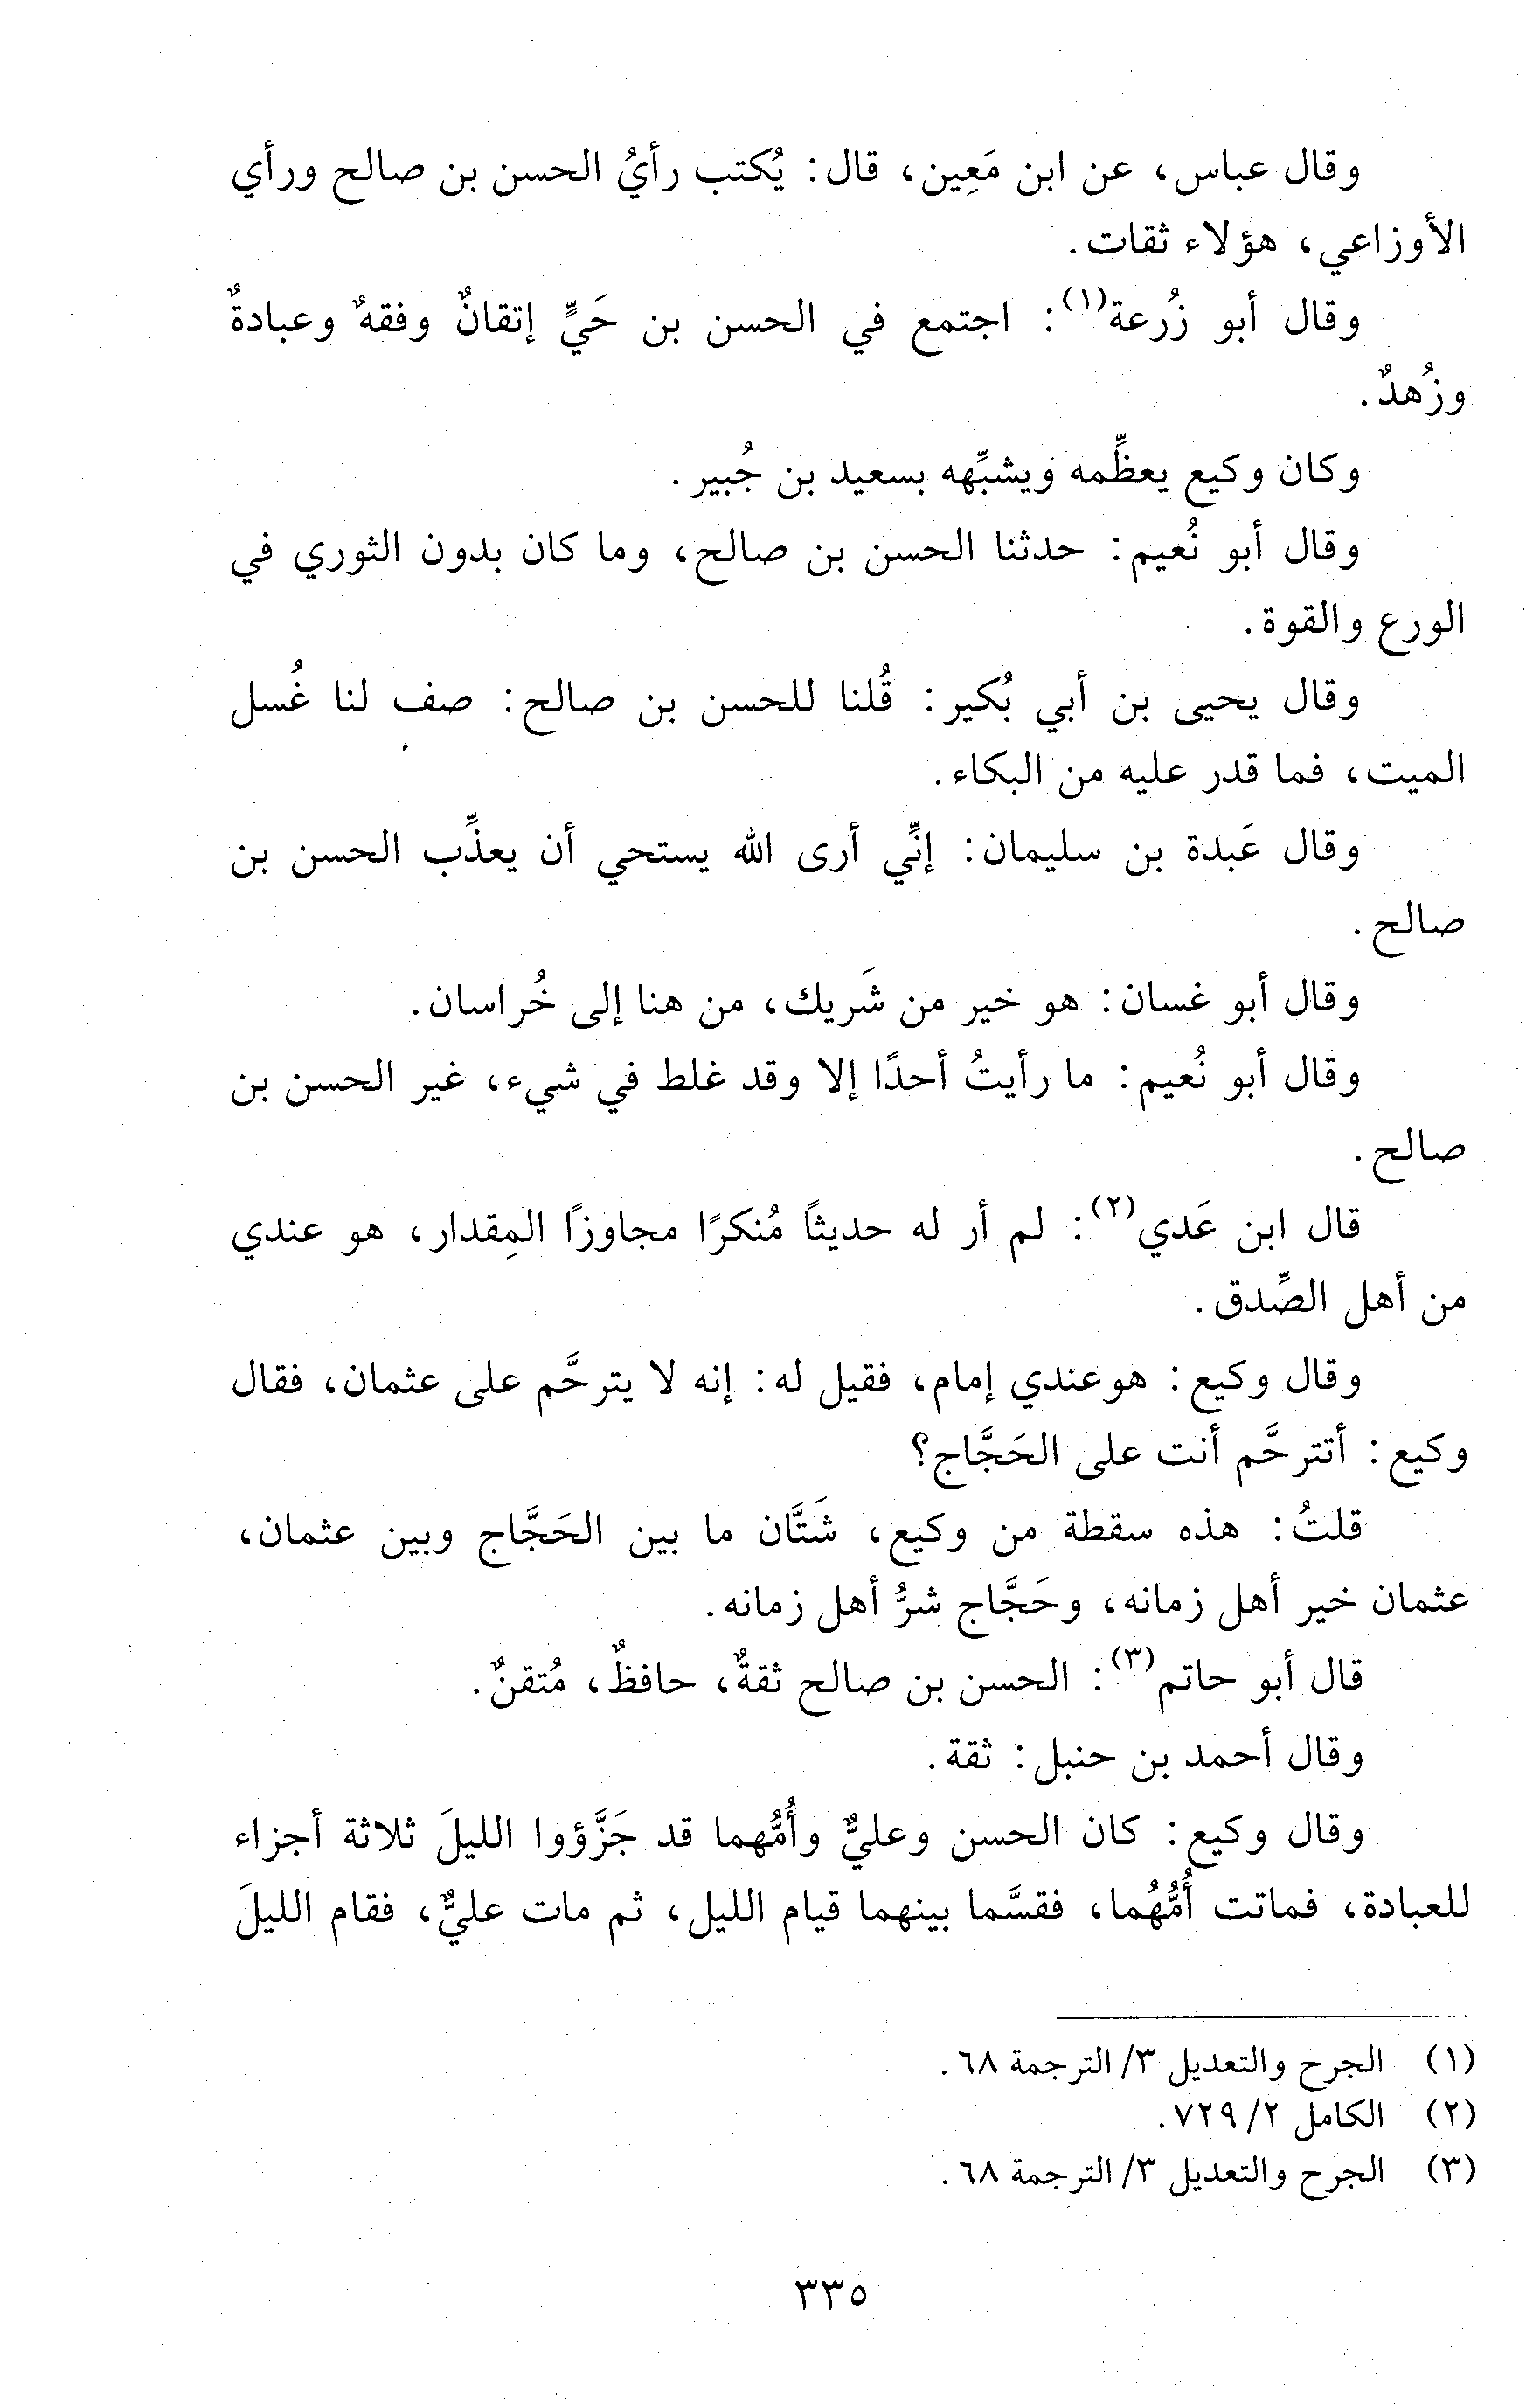 وقال عباس، عن ابن مَعِين، قال: يُكتب رأيُ الحسن بن صالح ورأي
الأوزاعي، هؤلاء ثقات.
وقال أبو زُرعة(١): اجتمع في الحسن بن حَيٍّ إتقانٌ وفقهٌ وعبادةٌ
وزُهدٌ.
وكان وكيع يعظِّمه ويشبِّهه بسعيد بن جُبير.
وقال أبو نُعيم: حدثنا الحسن بن صالح، وما كان بدون الثوري في
الورع والقوة.
وقال يحيى بن أبي بُكير: قُلنا للحسن بن صالح: صف لنا غُسل
الميت، فما قدر عليه من البكاء.
وقال عَبدة بن سليمان: إنِّي أرى الله يستحي أن يعذِّب الحسن بن
صالح.
وقال أبو غسان: هو خير من شَريك، من هنا إلى خُراسان.
وقال أبو نُعيم: ما رأيتُ أحدًا إلا وقد غلط في شيء، غير الحسن بن
صالح.
قال ابن عَدي(٢): لم أر له حديثاً مُنكرًا مجاوزًا المِقدار، هو عندي
من أهل الصِّدق.
وقال وكيع: هو عندي إمام، فقيل له: إنه لا يترحَّم على عثمان، فقال
وكيع: أتترحَّم أنت على الحَجَّاج؟
قلتُ: هذه سقطة من وكيع، شَتَّان ما بين الحَجَّاج وبين عثمان،
عثمان خير أهل زمانه، وحَجَّاج شرُّ أهل زمانه.
قال أبو حاتم(٣): الحسن بن صالح ثقةٌ، حافظٌ، مُتقنٌ.
وقال أحمد بن حنبل: ثقة.
وقال وكيع: كان الحسن وعليٌّ وأُمُّهما قد جَزَّؤوا الليلَ ثلاثة أجزاء
للعبادة، فماتت أُمُّهُما، فقسَّما بينهما قيام الليل، ثم مات عليٌّ، فقام الليلَ
(١) الجرح والتعديل ٣/ الترجمة ٦٨.
(٢) الكامل ٢/ ٧٢٩.
(٣) الجرح والتعديل ٣/ الترجمة ٦٨.
٣٣٥